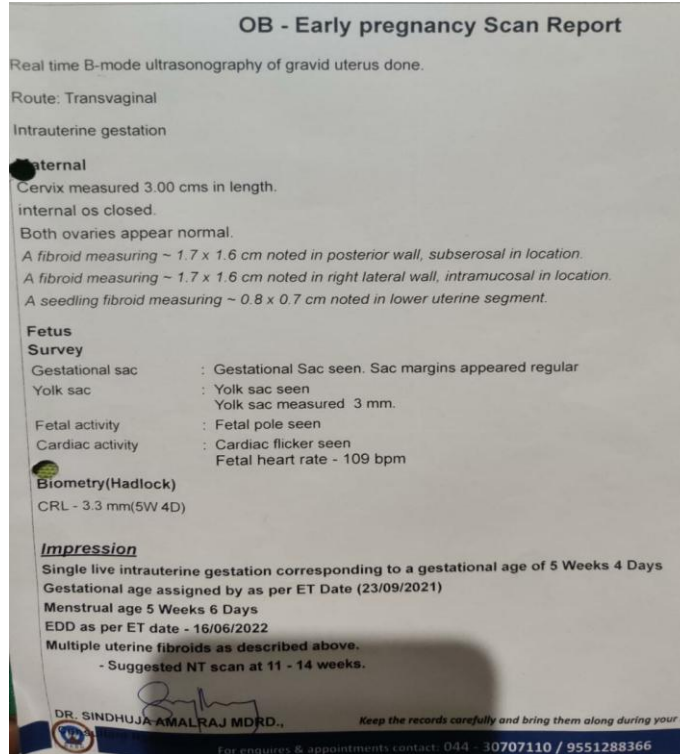 OB - Early pregnancy Scan Report
Real time B-mode ultrasonography of gravid uterus done.
Route: Transvaginal
Intrauterine gestation
aternal
Cervix measured 3.00 cms in length.
internal os closed.
Both ovaries appear normal.
A fibroid measuring ~ 1.7 x 1.6 cm noted in posterior wall, subserosal in location.
A fibroid measuring ~ 1.7 x 1.6 cm noted in right lateral wall, intramucosal in location.
A seedling fibroid measuring ~ 0.8 x 0.7 cm noted in lower uterine segment.
Fetus
Survey
Gestational sac : Gestational Sac seen. Sac margins appeared regular
Yolk sac : Yolk sac seen
Yolk sac measured 3 mm.
Fetal activity : Fetal pole seen
Cardiac activity : Cardiac flicker seen
Fetal heart rate - 109 bpm
Biometry(Hadlock)
CRL - 3.3 mm(5W 4D)
Impression
Single live intrauterine gestation corresponding to a gestational age of 5 Weeks 4 Days
Gestational age assigned by as per ET Date (23/09/2021)
Menstrual age 5 Weeks 6 Days
EDD as per ET date - 16/06/2022
Multiple uterine fibroids as described above.
- Suggested NT scan at 11 - 14 weeks.
DR. SINDHUJA AMALRAJ MDRD., Keep the records carefully and bring them along during your
For enquires & appointments contact: 044 - 30707110 / 9551288366